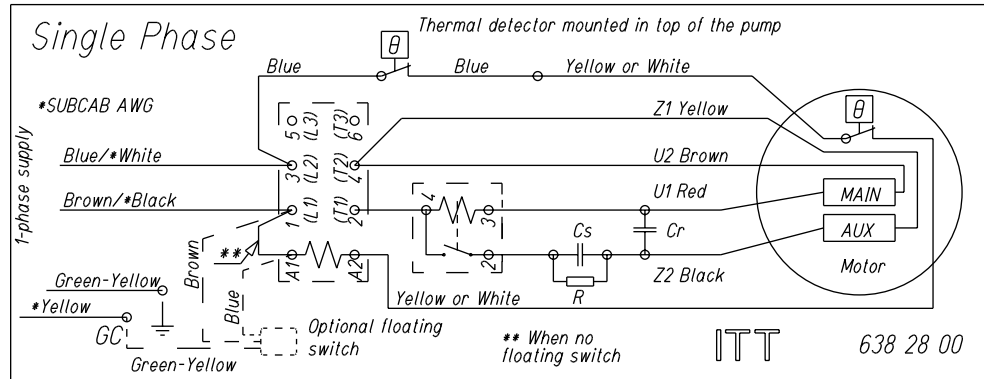 Single Phase
Thermal detector mounted in top of the pump
θ
Blue
Blue
Yellow or White
*SUBCAB AWG
Z1 Yellow
θ
1-phase supply
5 (L3) (T3) 6
Blue/*White
3 (L2) (T2) 4
U2 Brown
Brown/*Black
1 (L1) (T1) 2
4
3
U1 Red
MAIN
**
Cs
Cr
AUX
Brown
A1
A2
2
Z2 Black
Motor
Green-Yellow
Blue
Yellow or White
R
*Yellow
GC
Optional floating
switch
** When no
floating switch
ITT
638 28 00
Green-Yellow